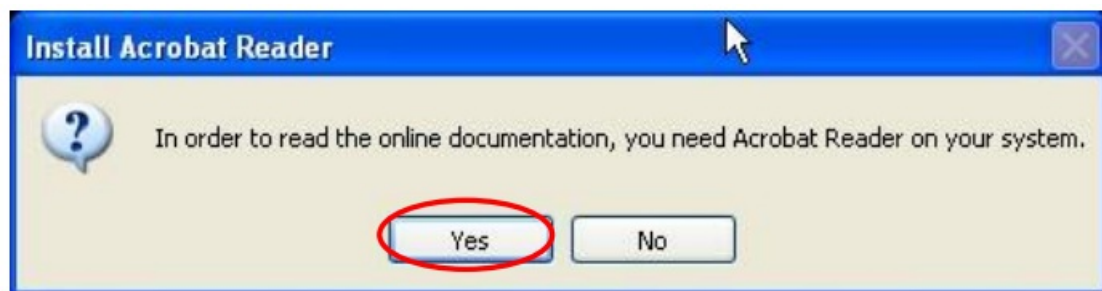 Install Acrobat Reader
In order to read the online documentation, you need Acrobat Reader on your system.
Yes No